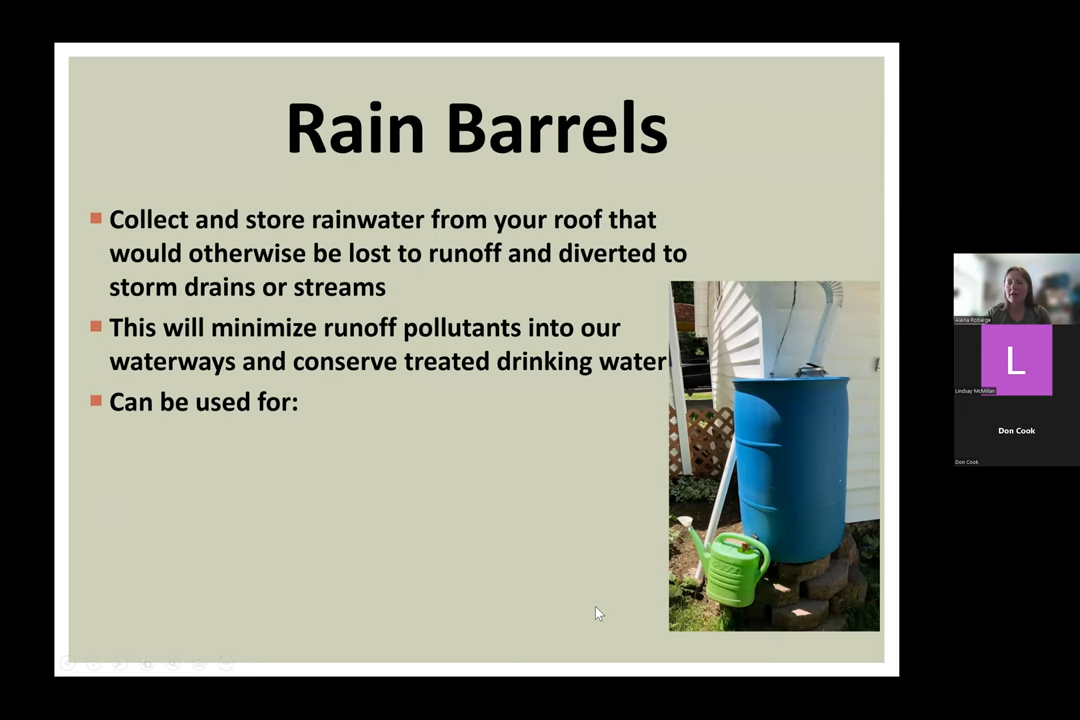 Rain Barrels
Collect and store rainwater from your roof that
would otherwise be lost to runoff and diverted to
storm drains or streams
This will minimize runoff pollutants into our
waterways and conserve treated drinking water
Can be used for:
Alaina Robarge
L
Lindsay McMillan
Don Cook
Don Cook